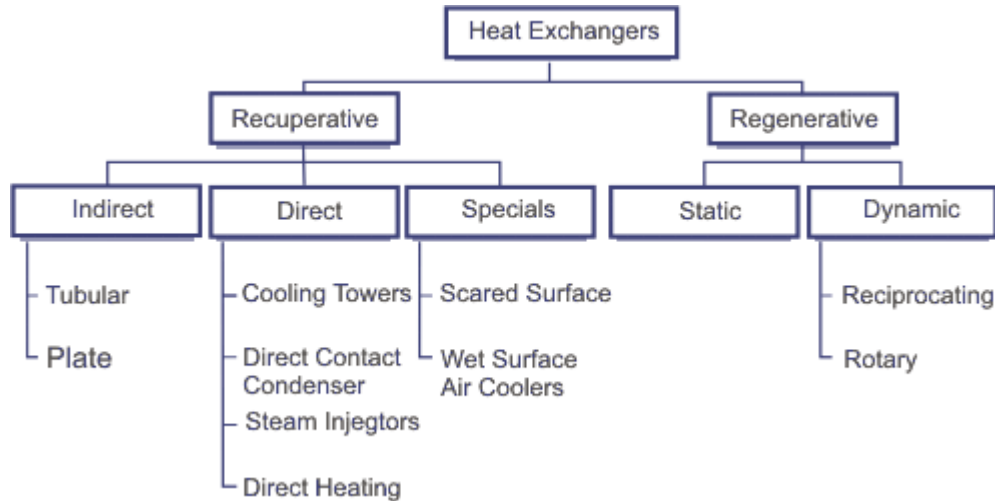 Heat Exchangers
Recuperative
Regenerative
Indirect
Direct
Specials
Static
Dynamic
Tubular
Plate
Cooling Towers
Direct Contact
Condenser
Steam Injegtors
Direct Heating
Scared Surface
Wet Surface
Air Coolers
Reciprocating
Rotary